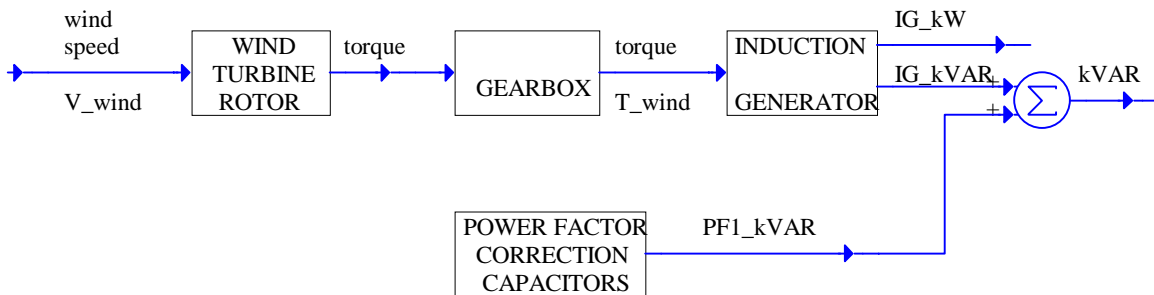 wind
speed
V_wind
WIND
TURBINE
ROTOR
torque
GEARBOX
torque
T_wind
INDUCTION
GENERATOR
IG_kW
IG_kVAR
+
+
Σ
kVAR
POWER FACTOR
CORRECTION
CAPACITORS
PF1_kVAR